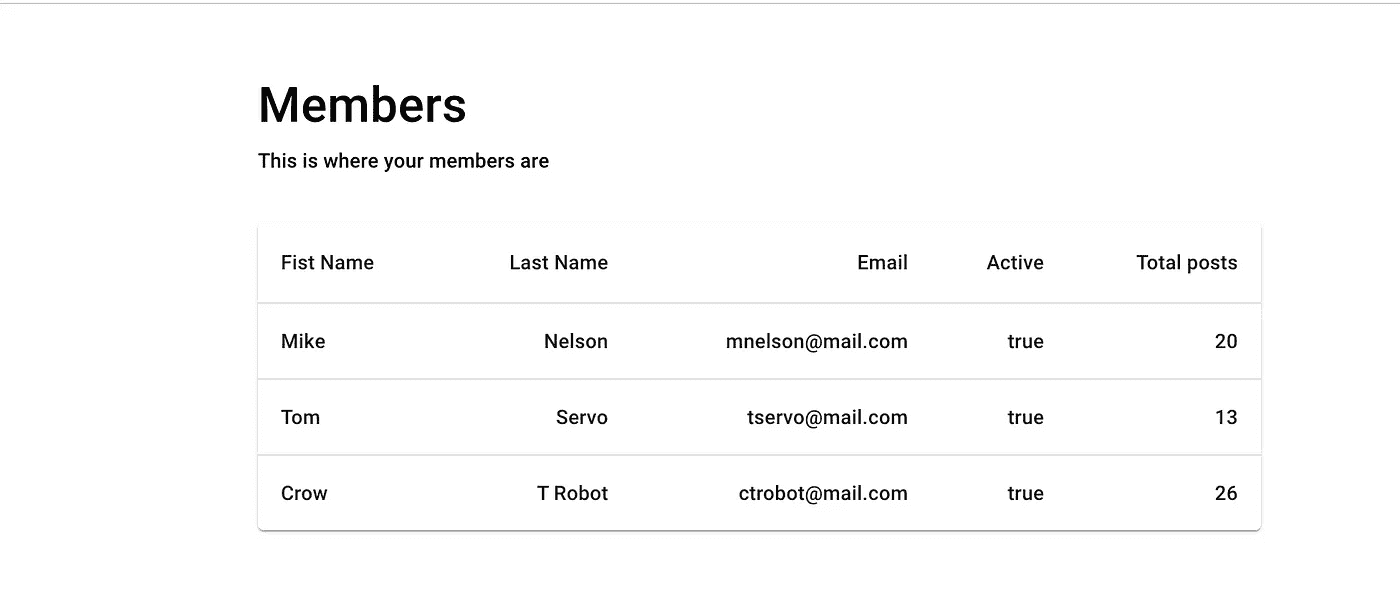 Members
This is where your members are
Fist Name Last Name Email Active Total posts
Mike Nelson mnelson@mail.com true 20
Tom Servo tservo@mail.com true 13
Crow T Robot ctrobot@mail.com true 26